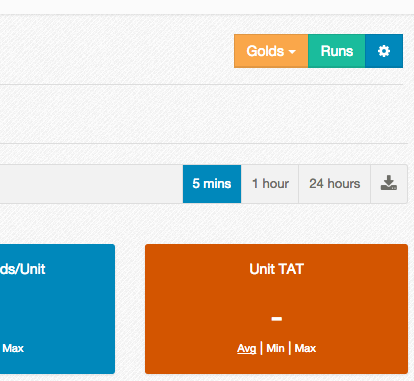 Golds Runs
5 mins 1 hour 24 hours
ds/Unit
Unit TAT
-
Max
Avg | Min | Max